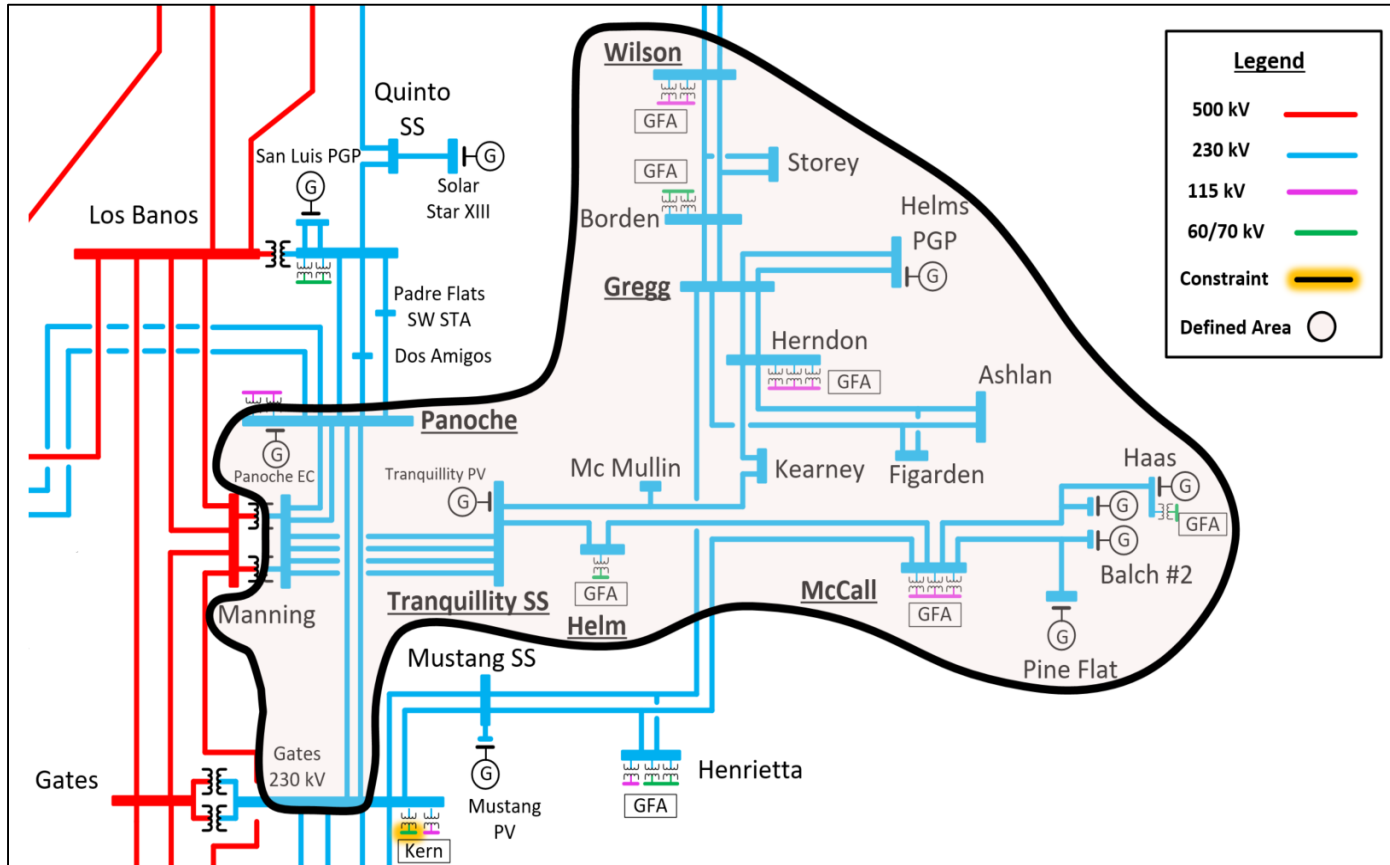 Wilson
GFA
Quinto
SS
San Luis PGP
G
G
Solar
Star XIII
GFA
Storey
Borden
Los Banos
Helms
PGP
G
Gregg
Padre Flats
SW STA
Dos Amigos
Herndon
GFA
Ashlan
Panoche
G
Panoche EC
Tranquillity PV
G
Mc Mullin
Kearney
Figarden
Haas
G
G
GFA
G
Balch #2
Manning
Tranquillity SS
GFA
Helm
McCall
GFA
G
Pine Flat
Mustang SS
Gates
230 kV
Gates
G
Mustang
PV
Henrietta
GFA
Kern
Legend
500 kV
230 kV
115 kV
60/70 kV
Constraint
Defined Area